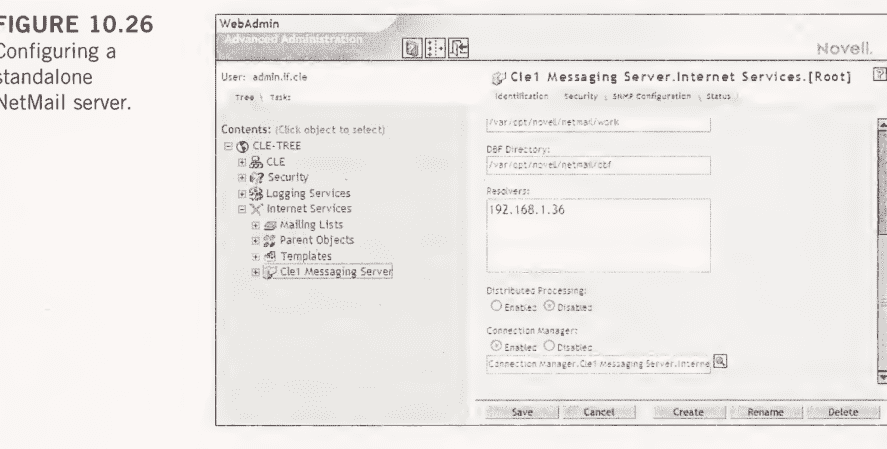 FIGURE 10.26
Configuring a
standalone
NetMail server.
WebAdmin
Advanced Administration
Novell.
User: admin.lf.cle
Tree Tasks
Contents: (Click object to select)
CLE-TREE
CLE
Security
Logging Services
Internet Services
Mailing Lists
Parent Objects
Templates
Cle1 Messaging Server
Cle1 Messaging Server.Internet Services.[Root]
Identification Security SNMP Configuration Status
/var/opt/novell/netmail/work
DBF Directory:
/var/opt/novell/netmail/dbf
Resolvers:
192.168.1.36
Distributed Processing:
Enabled Disabled
Connection Manager:
Enabled Disabled
Connection Manager.Cle1 Messaging Server.Interne
Save Cancel Create Rename Delete